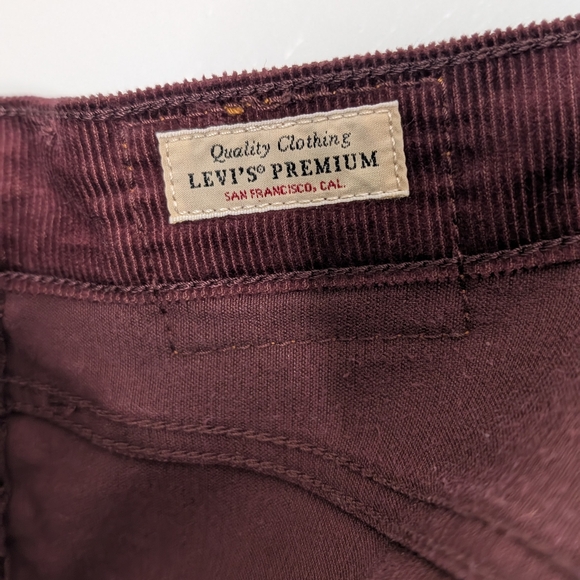 Quality Clothing
LEVI'S® PREMIUM
SAN FRANCISCO, CAL.